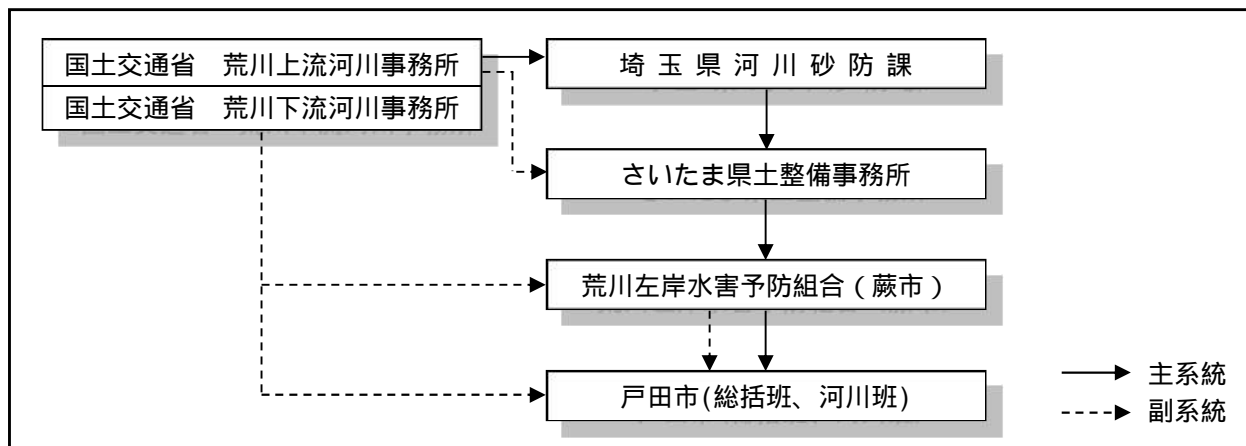 国土交通省　荒川上流河川事務所
国土交通省　荒川下流河川事務所
埼玉県河川砂防課
さいたま県土整備事務所
荒川左岸水害予防組合（蕨市）
戸田市(総括班、河川班)
主系統
副系統